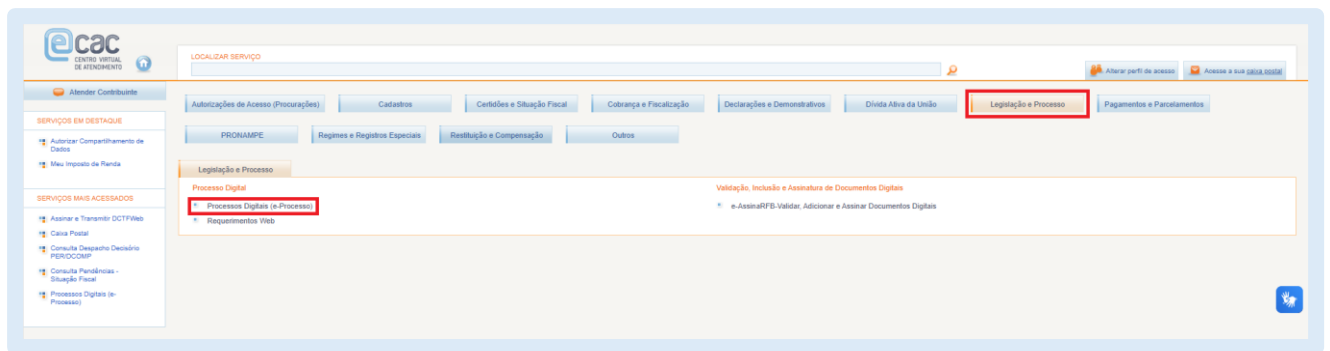 ecac
CENTRO VIRTUAL
DE ATENDIMENTO
LOCALIZAR SERVIÇO
Alterar perfil de acesso
Acesse a sua caixa postal
Atender Contribuinte
SERVIÇOS EM DESTAQUE
Autorizar Compartilhamento de
Dados
Meu Imposto de Renda
SERVIÇOS MAIS ACESSADOS
Assinar e Transmitir DCTFWeb
Caixa Postal
Consulta Despacho Decisório
PER/DCOMP
Consulta Pendências -
Situação Fiscal
Processos Digitais (e-
Processo)
Autorizações de Acesso (Procurações)
Cadastros
Certidões e Situação Fiscal
Cobrança e Fiscalização
Declarações e Demonstrativos
Dívida Ativa da União
Legislação e Processo
Pagamentos e Parcelamentos
PRONAMPE
Regimes e Registros Especiais
Restituição e Compensação
Outros
Legislação e Processo
Processo Digital
Processos Digitais (e-Processo)
Requerimentos Web
Validação, Inclusão e Assinatura de Documentos Digitais
e-AssinaRFB-Validar, Adicionar e Assinar Documentos Digitais